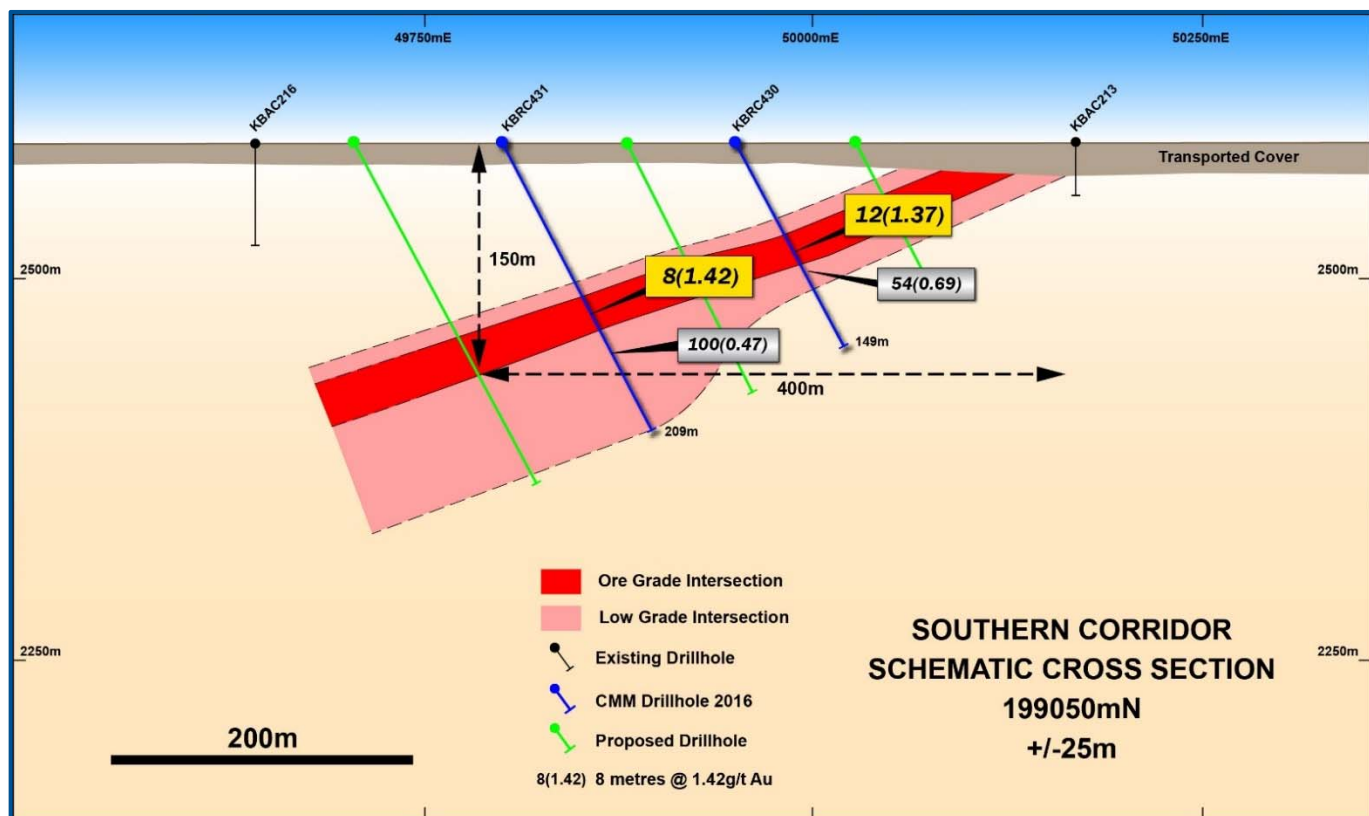 49750mE
50000mE
50250mE
KBAC216
KBRC431
KBRC430
KBAC213
Transported Cover
12(1.37)
150m
8(1.42)
2500m
2500m
54(0.69)
100(0.47)
149m
400m
209m
Ore Grade Intersection
Low Grade Intersection
Existing Drillhole
CMM Drillhole 2016
Proposed Drillhole
8(1.42) 8 metres @ 1.42g/t Au
SOUTHERN CORRIDOR
SCHEMATIC CROSS SECTION
199050mN
+/-25m
2250m
2250m
200m